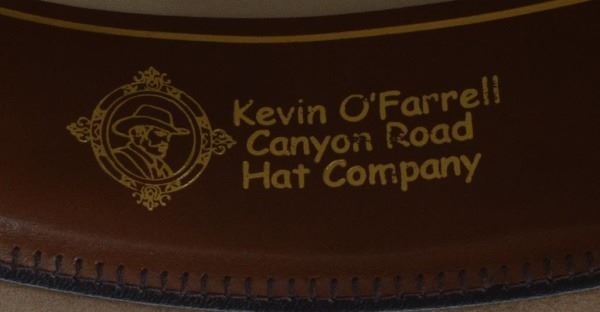 Kevin O'Farrell
Canyon Road
Hat Company